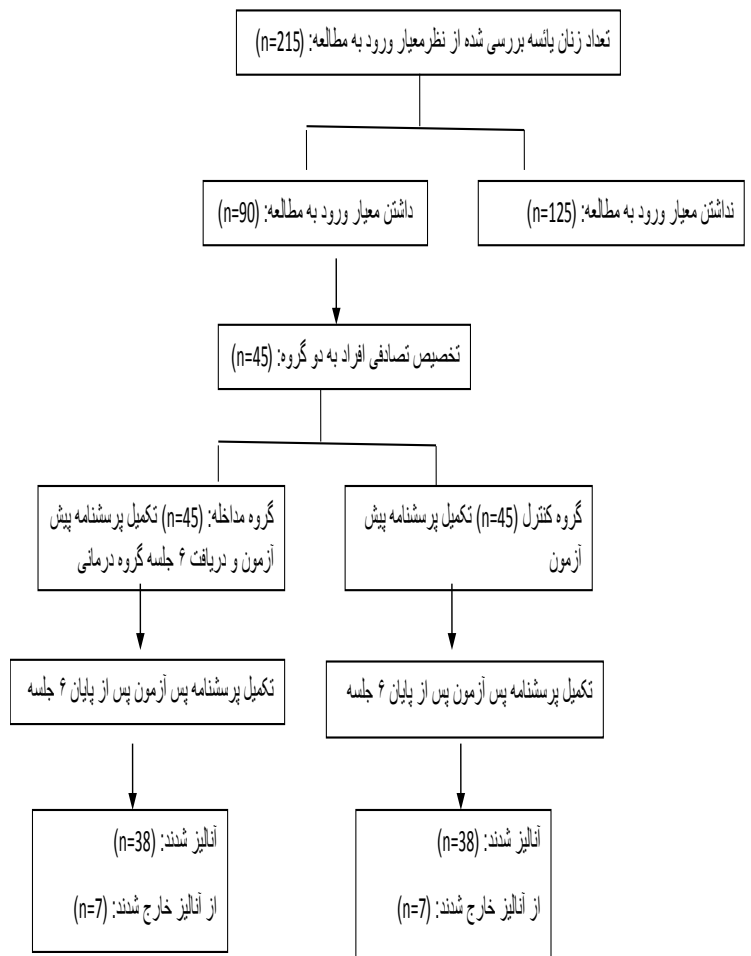 تعداد زنان یائسه بررسی شده از نظرمعیار ورود به مطالعه: (n=215)
نداشتن معیار ورود به مطالعه: (n=125)
داشتن معیار ورود به مطالعه: (n=90)
تخصیص تصادفی افراد به دو گروه: (n=45)
گروه کنترل (n=45) تکمیل پرسشنامه پیش
آزمون
گروه مداخله: (n=45) تکمیل پرسشنامه پیش
آزمون و دریافت ۶ جلسه گروه درمانی
تکمیل پرسشنامه پس آزمون پس از پایان ۶ جلسه
تکمیل پرسشنامه پس آزمون پس از پایان ۶ جلسه
آنالیز شدند: (n=38)
از آنالیز خارج شدند: (n=7)
آنالیز شدند: (n=38)
از آنالیز خارج شدند: (n=7)